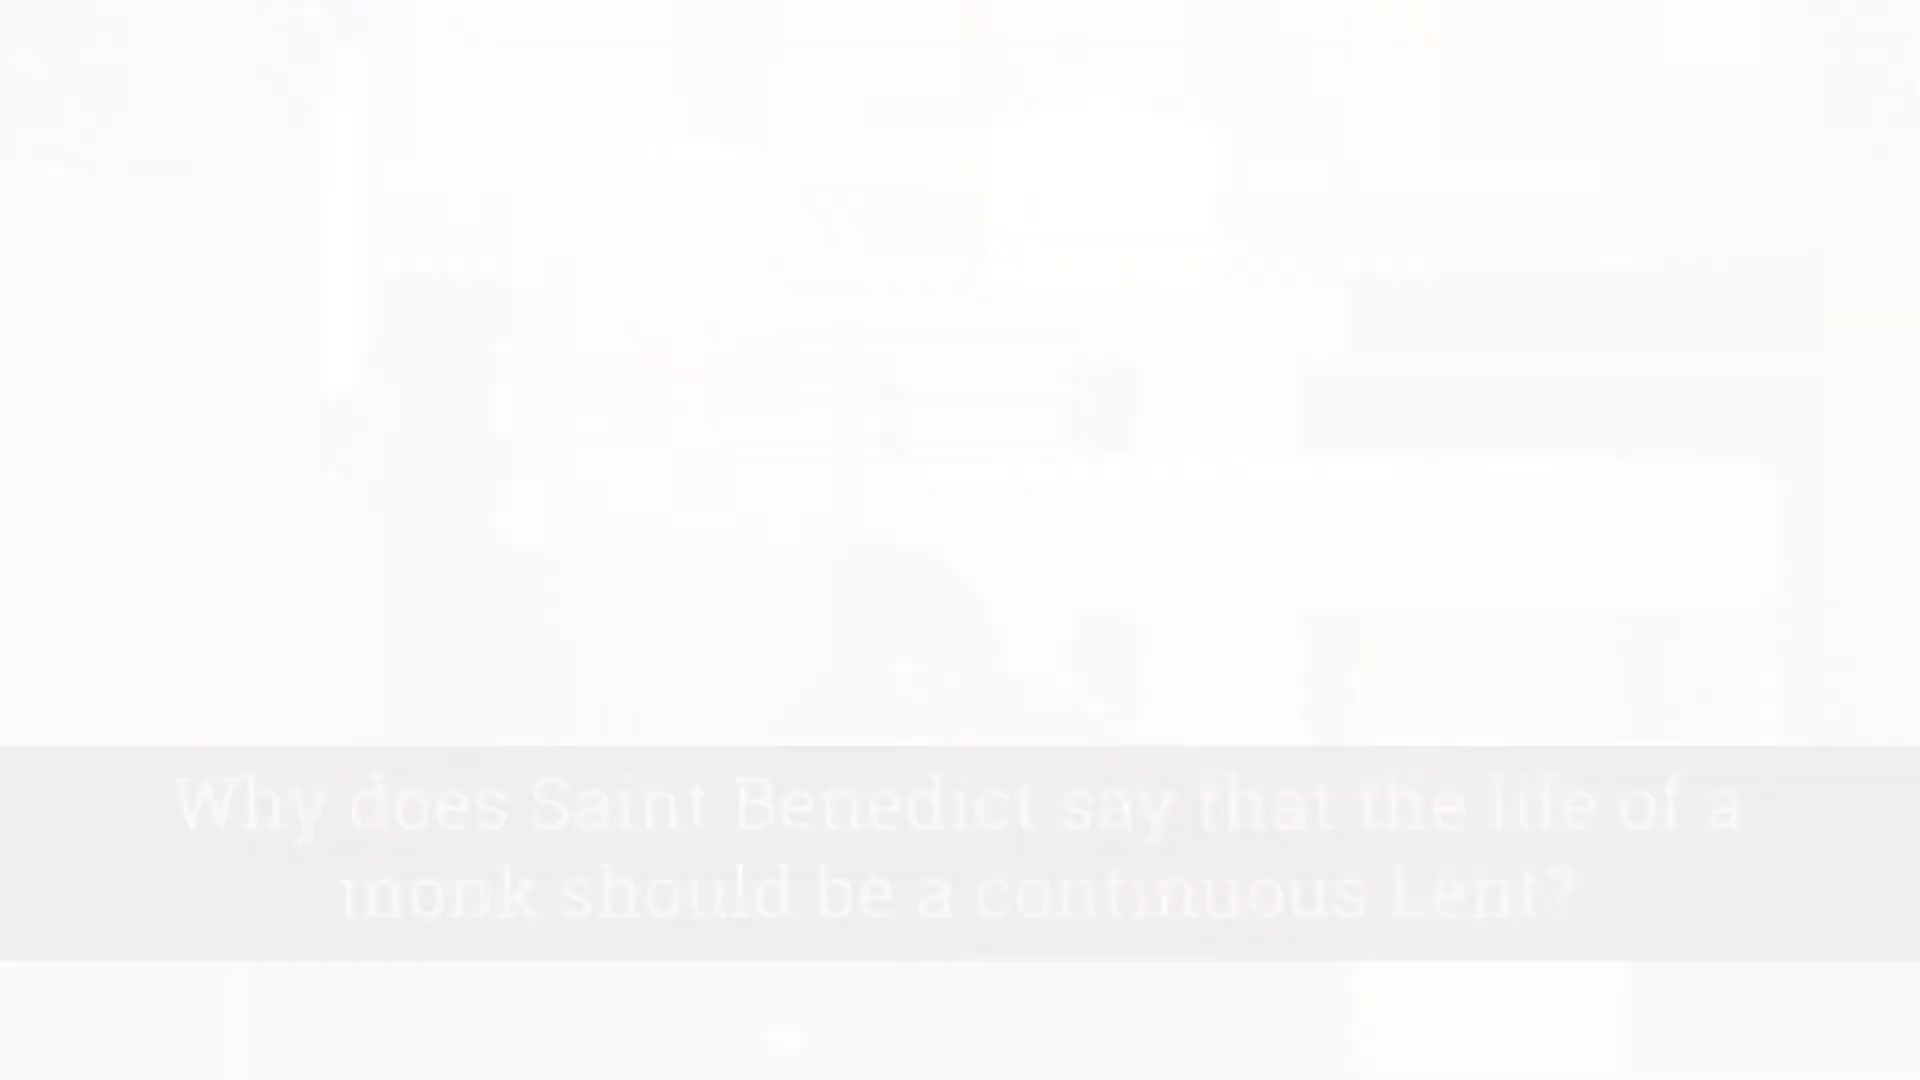 Why does Saint Benedict say that the life of a
monk should be a continuous Lent?